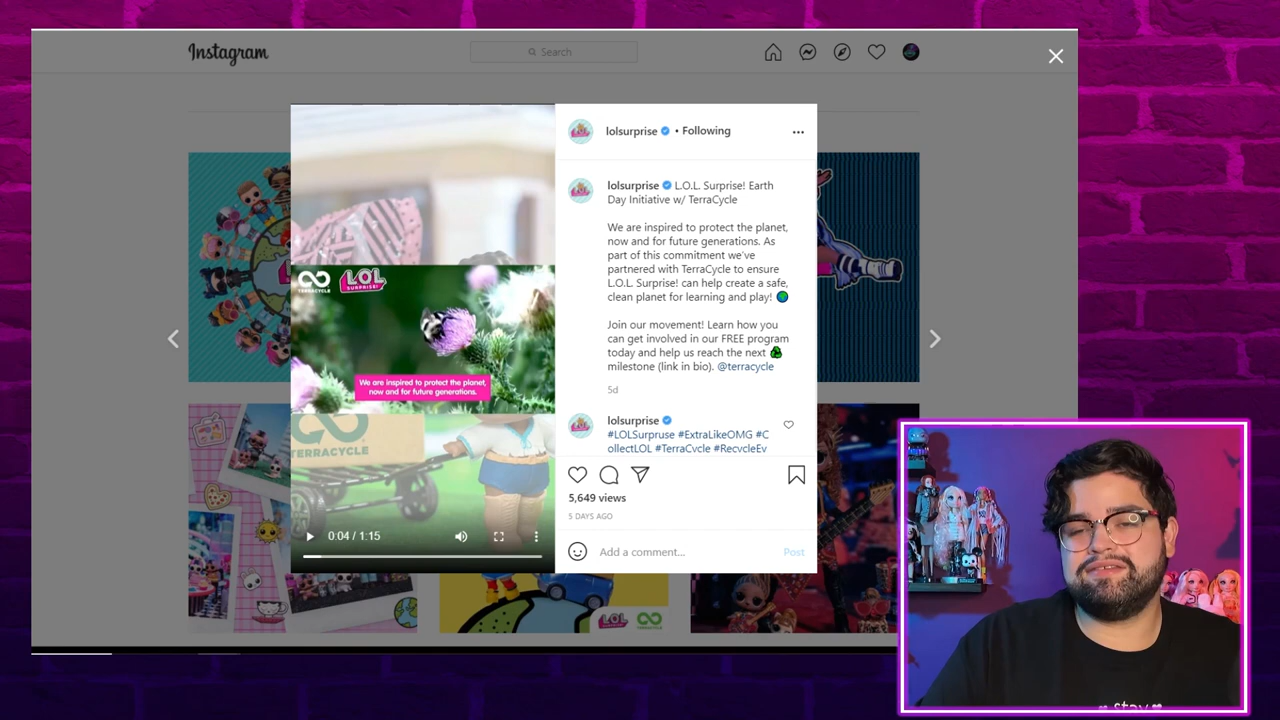 Instagram
Search
lolsurprise • Following
lolsurprise L.O.L. Surprise! Earth
Day Initiative w/ TerraCycle
We are inspired to protect the planet,
now and for future generations. As
part of this commitment we've
partnered with TerraCycle to ensure
L.O.L. Surprise! can help create a safe,
clean planet for learning and play!
Join our movement! Learn how you
can get involved in our FREE program
today and help us reach the next
milestone (link in bio). @terracycle
5d
lolsurprise
#LOLSurpruse #ExtraLikeOMG #C
ollectLOL #TerraCycle #RecycleEv
5,649 views
5 DAYS AGO
Add a comment...
Post
TERRACYCLE
LOL
SURPRISE!
We are inspired to protect the planet,
now and for future generations.
TERRACYCLE
0:04 / 1:15
LOL
stay